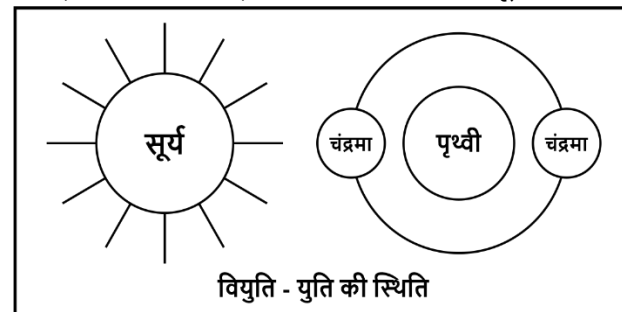 सूर्य
चंद्रमा पृथ्वी चंद्रमा
वियुति - युति की स्थिति